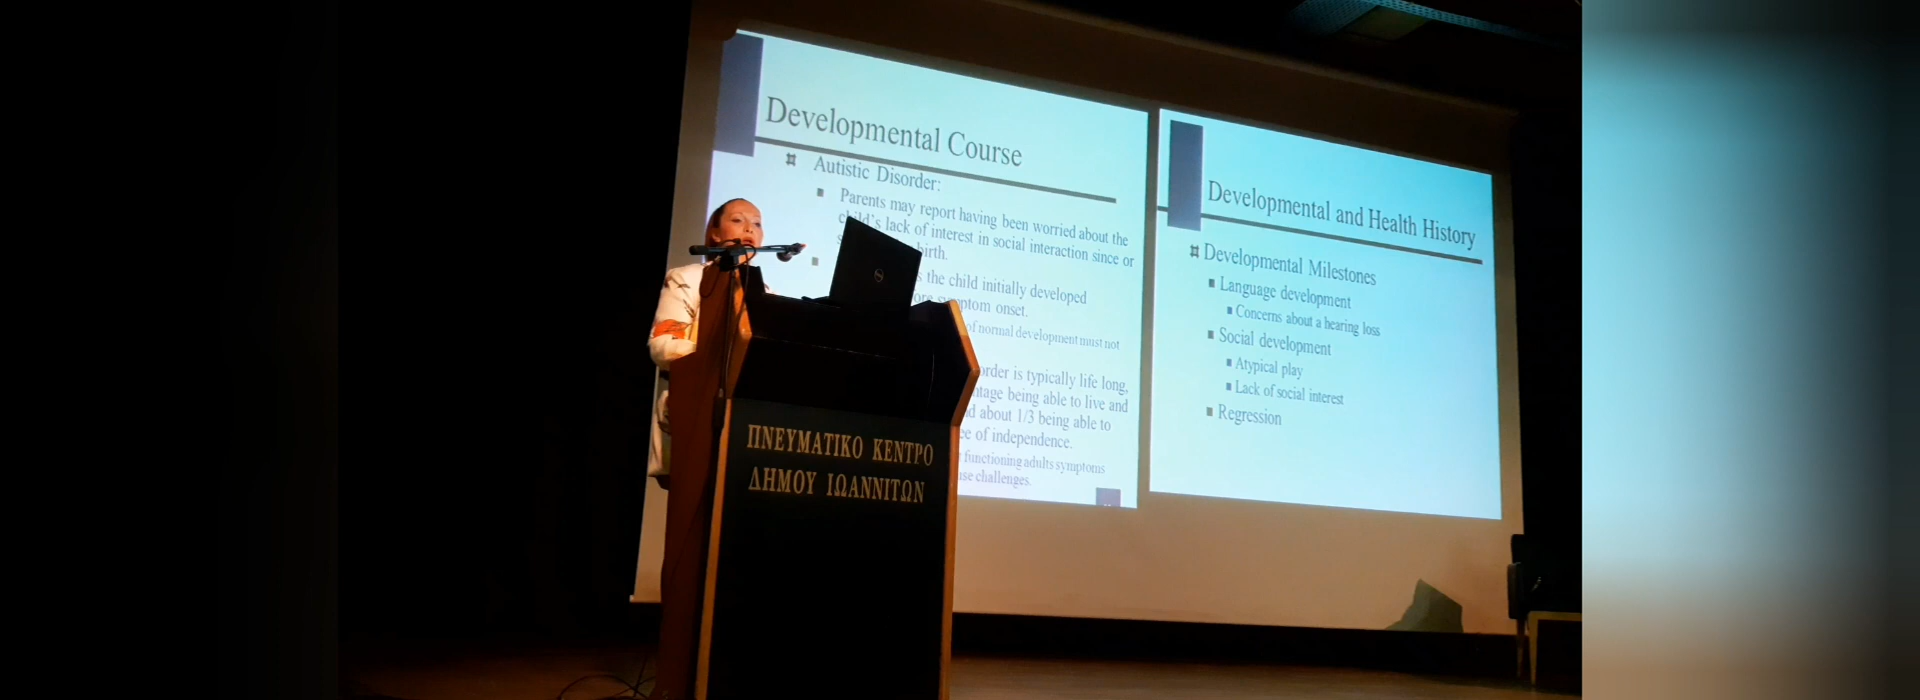 Developmental Course
Autistic Disorder:
Parents may report having been worried about the
child's lack of interest in social interaction since or
birth.
the child initially developed
symptom onset.
of normal development must not
is typically life long,
being able to live and
about 1/3 being able to
of independence.
functioning adults symptoms
challenges.
Developmental and Health History
Developmental Milestones
Language development
Concerns about a hearing loss
Social development
Atypical play
Lack of social interest
Regression
ΠΝΕΥΜΑΤΙΚΟ ΚΕΝΤΡΟ
ΔΗΜΟΥ ΙΩΑΝΝΙΤΩΝ